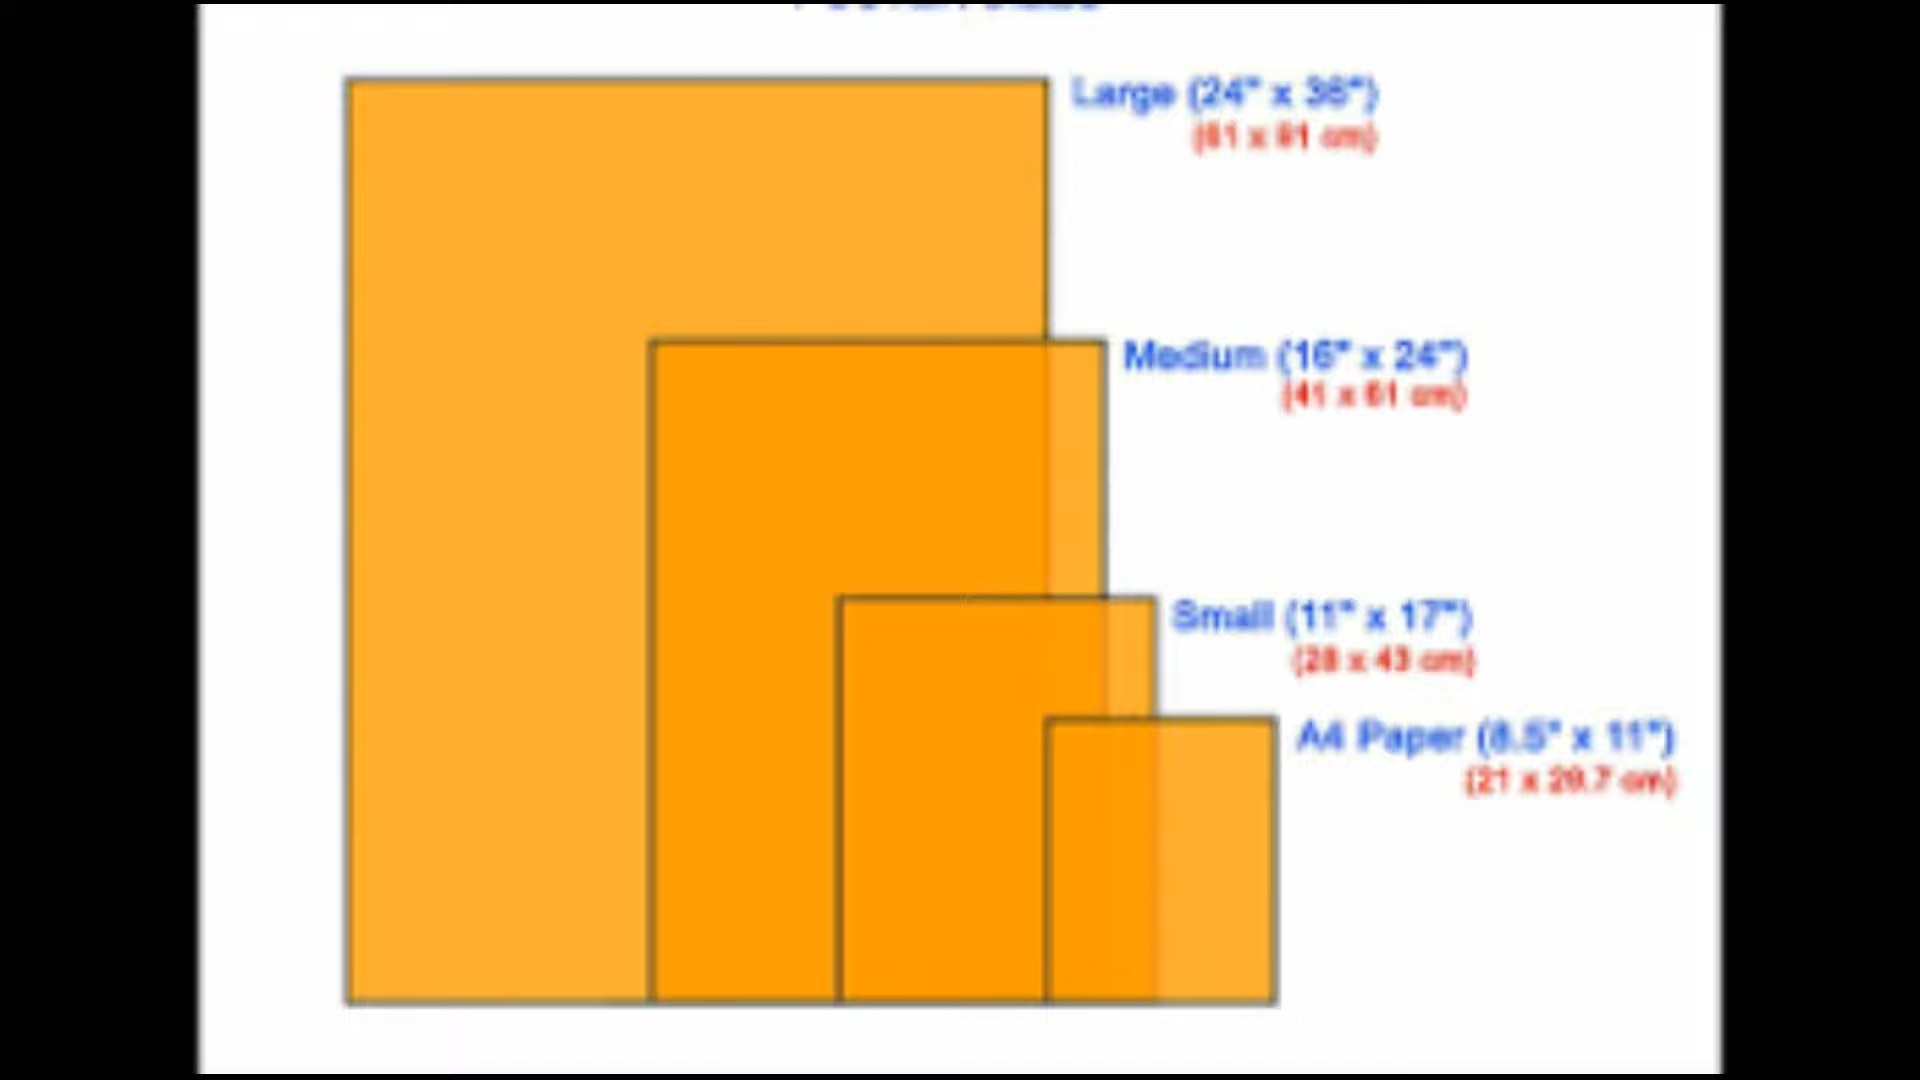 Large (24" x 36")
(61 x 91 cm)
Medium (16" x 24")
(41 x 61 cm)
Small (11" x 17")
(28 x 43 cm)
A4 Paper (8.5" x 11")
(21 x 29.7 cm)